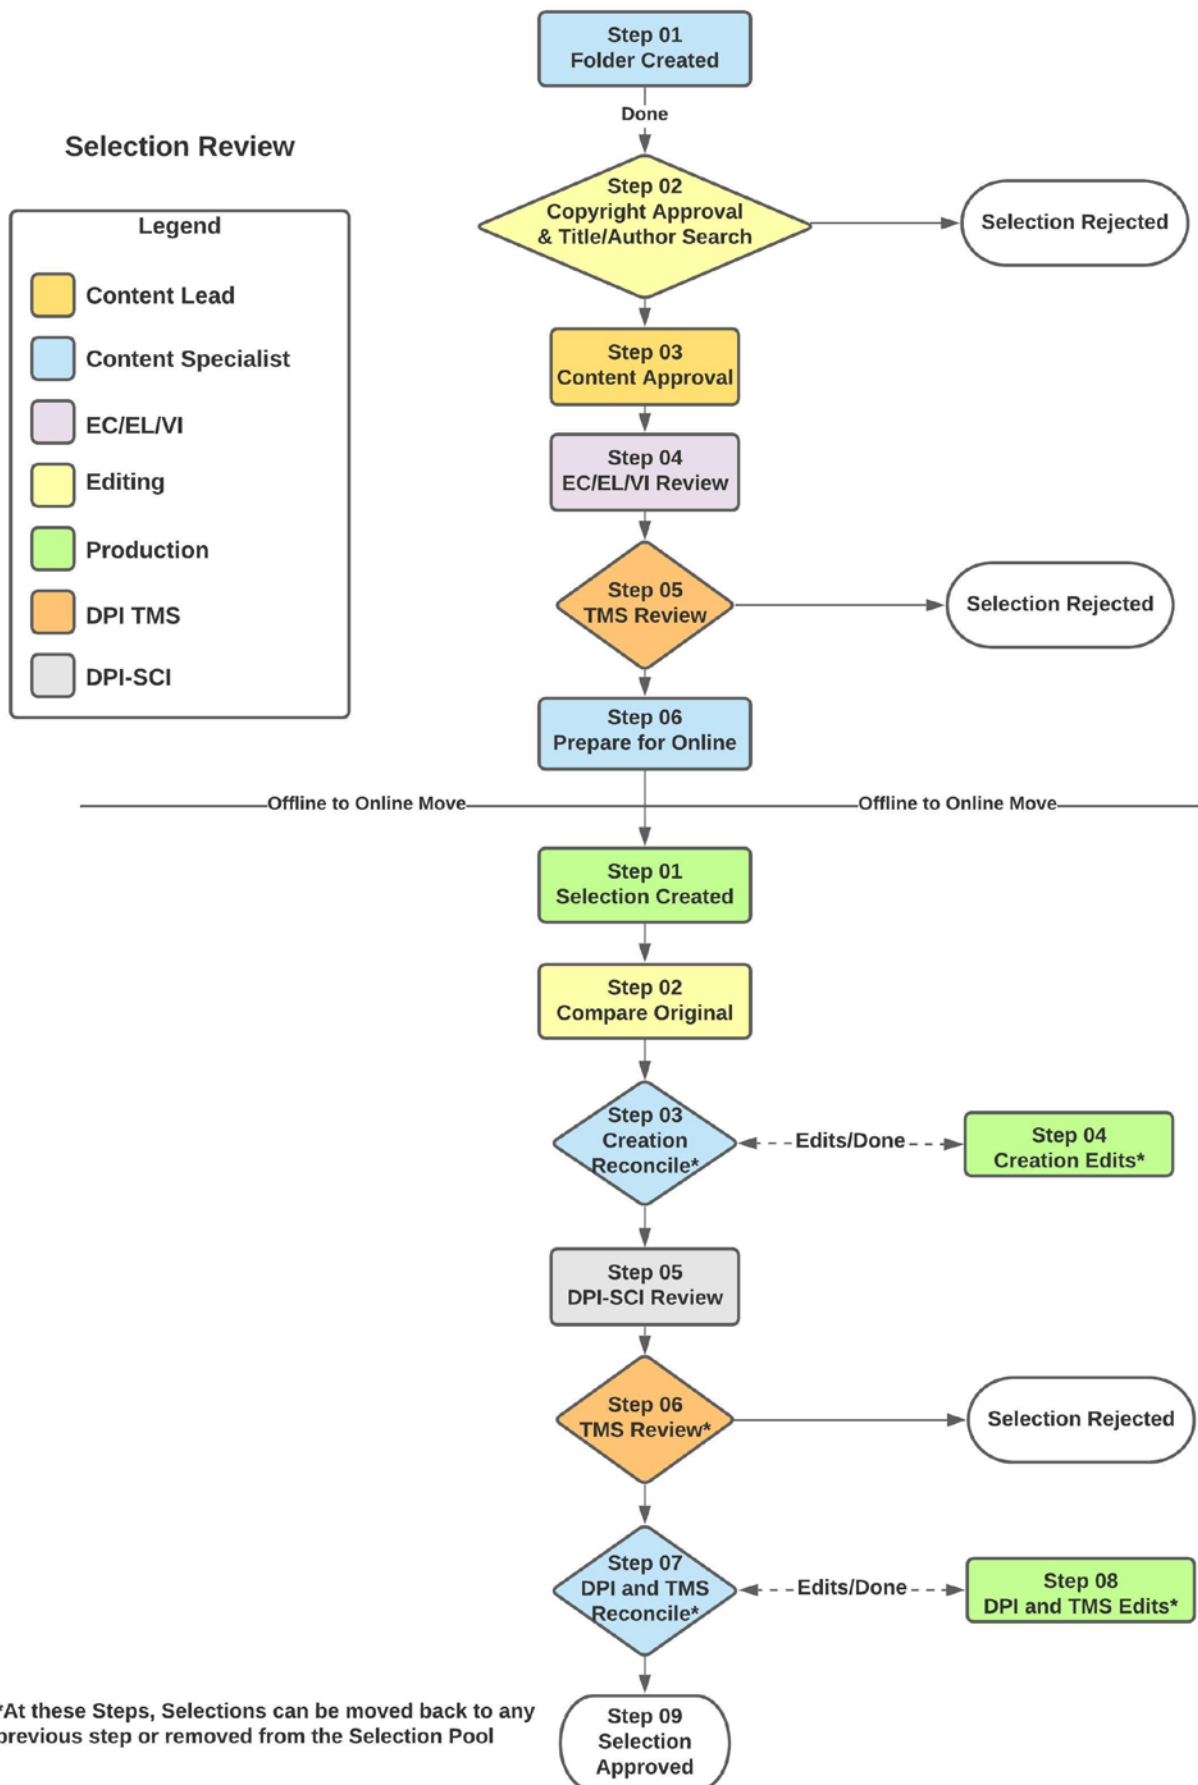 Step 01
Folder Created
Done
Selection Review
Legend
Content Lead
Content Specialist
EC/EL/VI
Editing
Production
DPI TMS
DPI-SCI
Step 02
Copyright Approval
& Title/Author Search
Selection Rejected
Step 03
Content Approval
Step 04
EC/EL/VI Review
Step 05
TMS Review
Selection Rejected
Step 06
Prepare for Online
Offline to Online Move
Offline to Online Move
Step 01
Selection Created
Step 02
Compare Original
Step 03
Creation
Reconcile*
Edits/Done
Step 04
Creation Edits*
Step 05
DPI-SCI Review
Step 06
TMS Review*
Selection Rejected
Step 07
DPI and TMS
Reconcile*
Edits/Done
Step 08
DPI and TMS Edits*
*At these Steps, Selections can be moved back to any
previous step or removed from the Selection Pool
Step 09
Selection
Approved